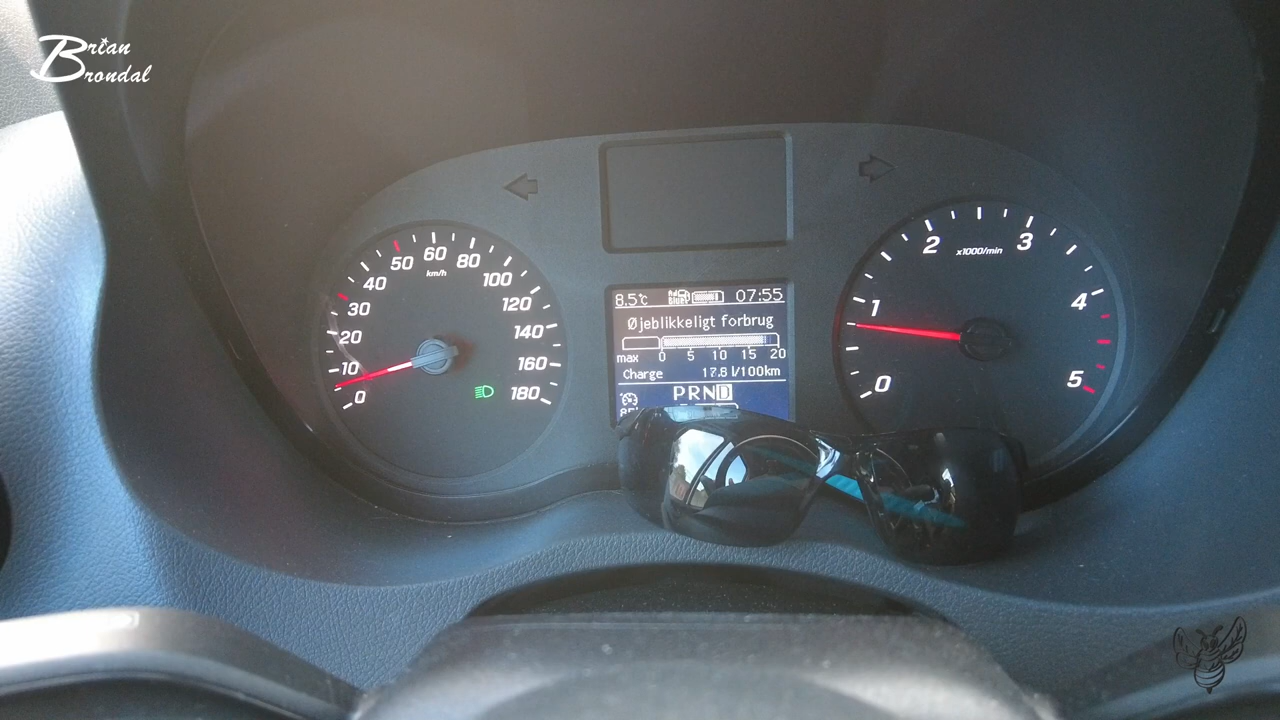 Brian
Brondal
0
10
20
30
40
50
60
80
100
120
140
160
180
km/h
8.5°c Ad Blue 07:55
Øjeblikkeligt forbrug
max 0 5 10 15 20
Charge 17.8 l/100km
PRND
0
1
2
3
4
5
x1000/min